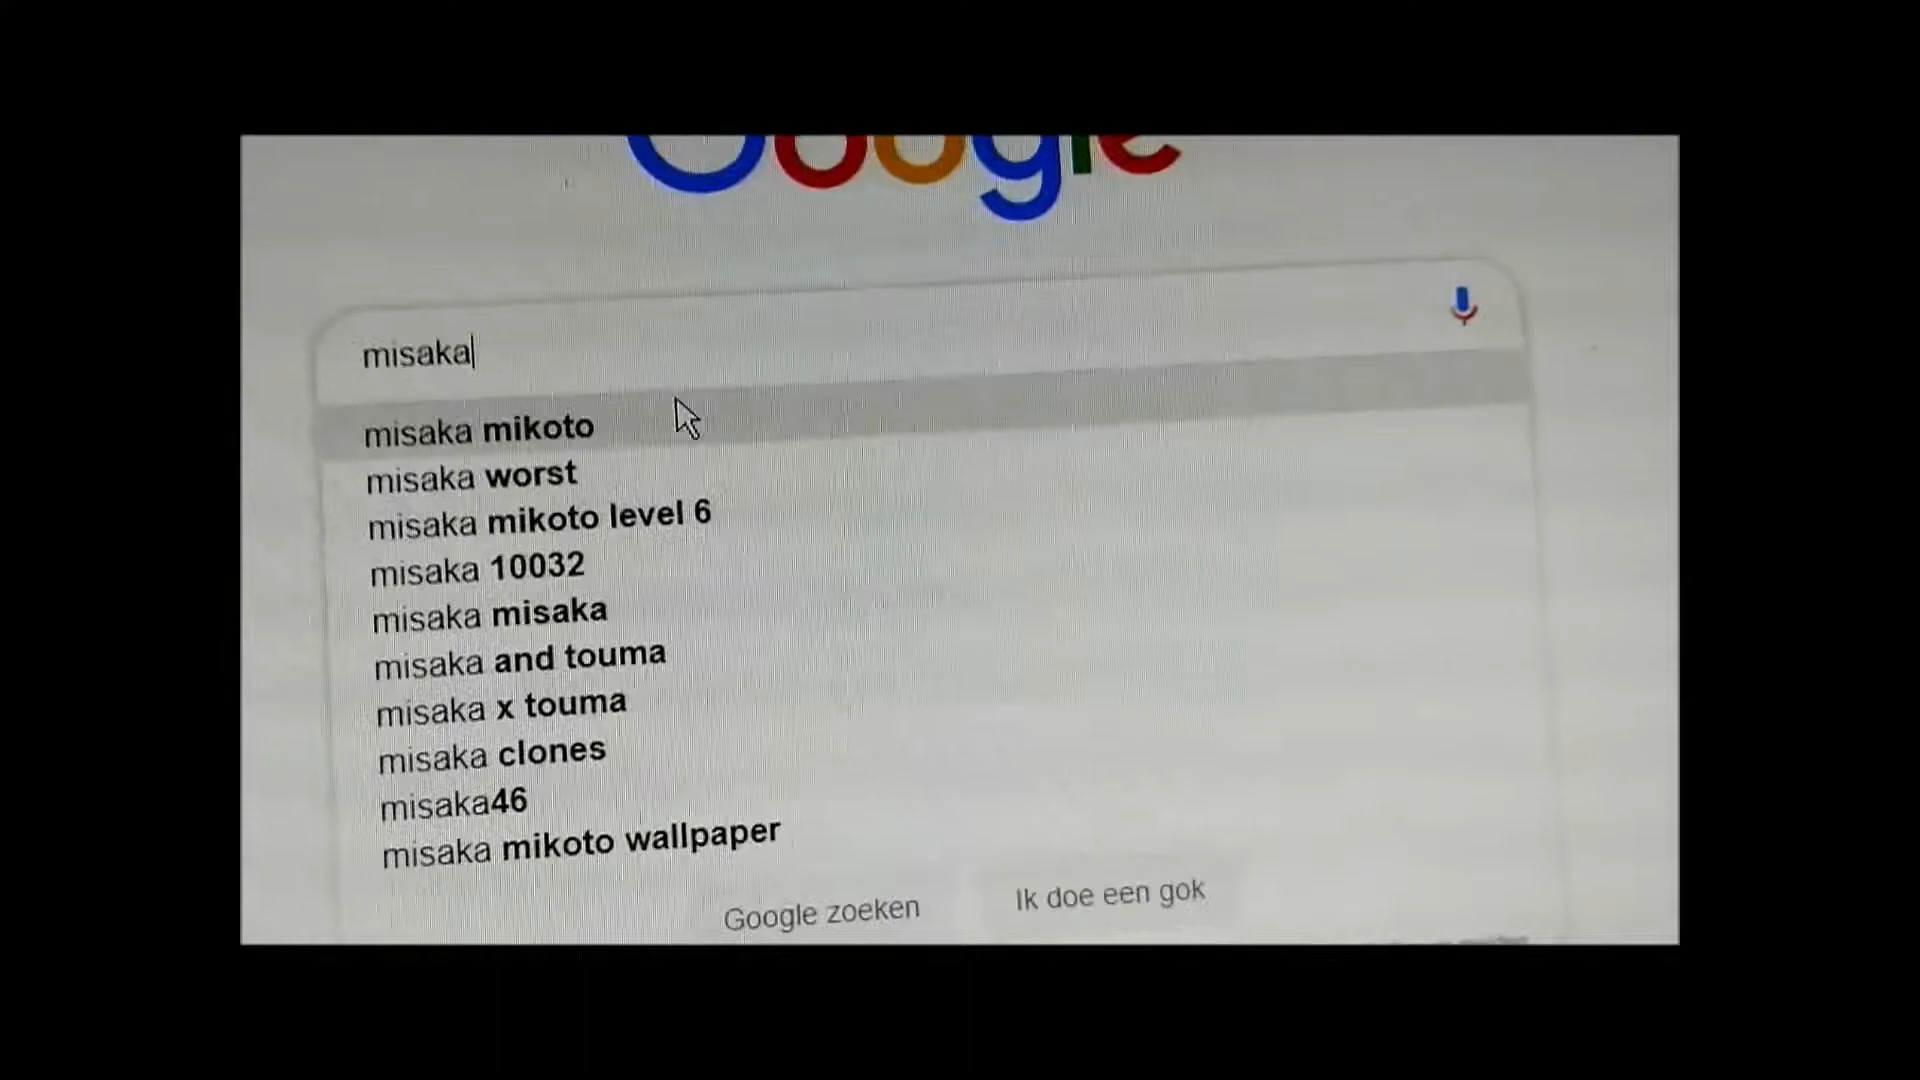 Google
misaka
misaka mikoto
misaka worst
misaka mikoto level 6
misaka 10032
misaka misaka
misaka and touma
misaka x touma
misaka clones
misaka46
misaka mikoto wallpaper
Google zoeken
Ik doe een gok